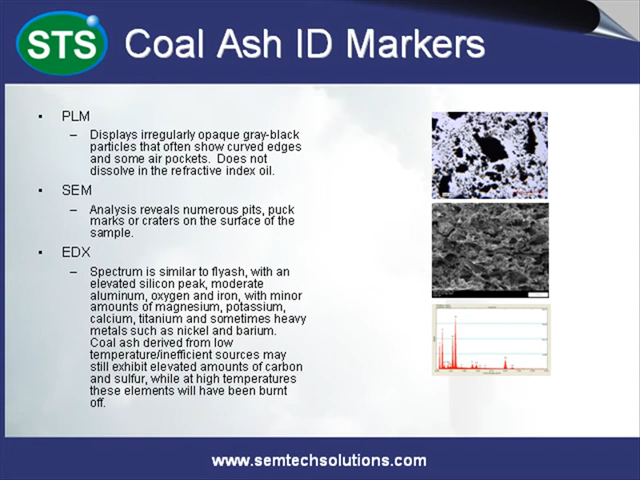 STS
Coal Ash ID Markers
• PLM
– Displays irregularly opaque gray-black
particles that often show curved edges
and some air pockets.  Does not
dissolve in the refractive index oil.
• SEM
– Analysis reveals numerous pits, puck
marks or craters on the surface of the
sample.
• EDX
– Spectrum is similar to flyash, with an
elevated silicon peak, moderate
aluminum, oxygen and iron, with minor
amounts of magnesium, potassium,
calcium, titanium and sometimes heavy
metals such as nickel and barium.
Coal ash derived from low
temperature/inefficient sources may
still exhibit elevated amounts of carbon
and sulfur, while at high temperatures
these elements will have been burnt
off.
www.semtechsolutions.com